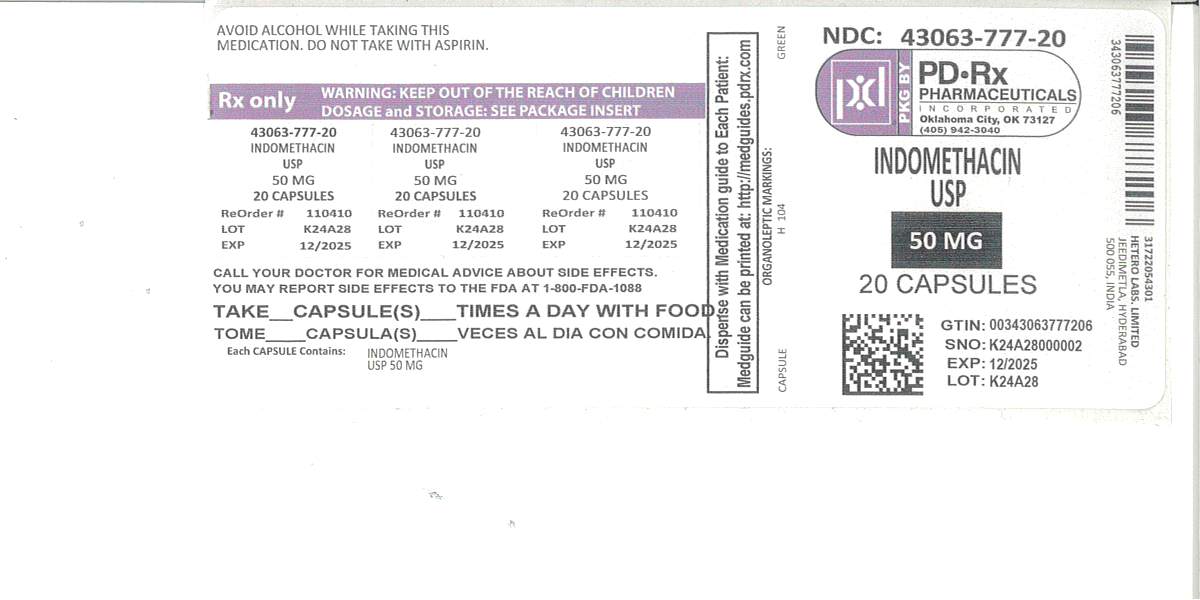 AVOID ALCOHOL WHILE TAKING THIS
MEDICATION. DO NOT TAKE WITH ASPIRIN.
Rx only
WARNING: KEEP OUT OF THE REACH OF CHILDREN
DOSAGE and STORAGE: SEE PACKAGE INSERT
43063-777-20 43063-777-20 43063-777-20
INDOMETHACIN INDOMETHACIN INDOMETHACIN
USP USP USP
50 MG 50 MG 50 MG
20 CAPSULES 20 CAPSULES 20 CAPSULES
ReOrder # 110410 ReOrder # 110410 ReOrder # 110410
LOT K24A28 LOT K24A28 LOT K24A28
EXP 12/2025 EXP 12/2025 EXP 12/2025
CALL YOUR DOCTOR FOR MEDICAL ADVICE ABOUT SIDE EFFECTS.
YOU MAY REPORT SIDE EFFECTS TO THE FDA AT 1-800-FDA-1088
TAKE__CAPSULE(S)___TIMES A DAY WITH FOOD.
TOME____CAPSULA(S)____VECES AL DIA CON COMIDA.
Each CAPSULE Contains: INDOMETHACIN
USP 50 MG
Dispense with Medication guide to Each Patient:
Medguide can be printed at: http://medguides.pdrx.com
ORGANOLEPTIC MARKINGS:
CAPSULE H 104 GREEN
NDC: 43063-777-20
PKG BY
PD•Rx
PHARMACEUTICALS
INCORPORATED
Oklahoma City, OK 73127
(405) 942-3040
INDOMETHACIN
USP
50 MG
20 CAPSULES
GTIN: 00343063777206
SNO: K24A28000002
EXP: 12/2025
LOT: K24A28
343063777206
31722054301
HETERO LABS. LIMITED
JEEDIMETLA, HYDERABAD
500 055, INDIA